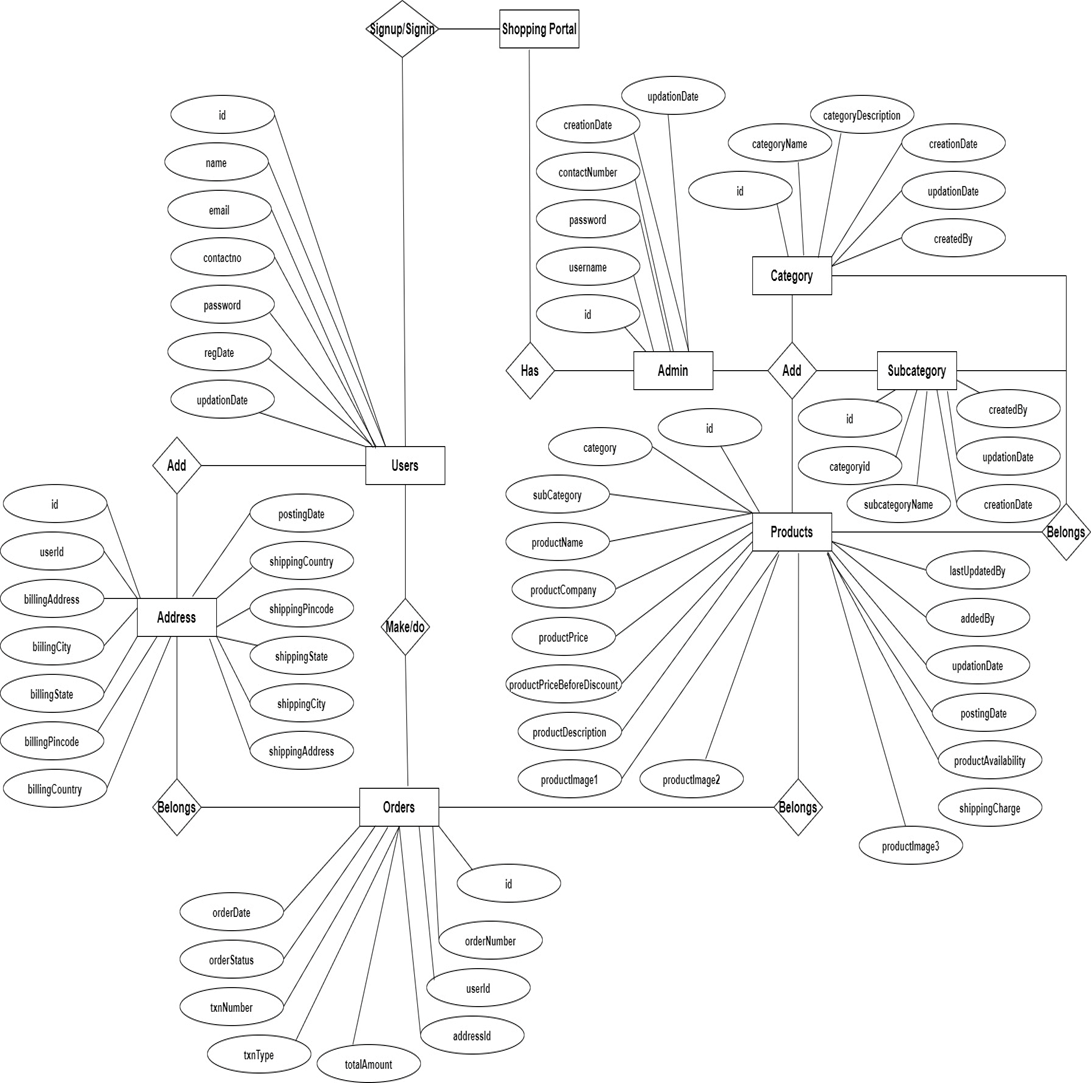 Signup/Signin
Shopping Portal
id
name
email
contactno
password
regDate
updationDate
updationDate
creationDate
contactNumber
password
username
id
categoryDescription
categoryName
id
creationDate
updationDate
createdBy
Category
Has
Admin
Add
Subcategory
id
categoryid
subcategoryName
createdBy
updationDate
creationDate
Add
Users
id
userId
billingAddress
biilingCity
billingState
billingPincode
billingCountry
Address
postingDate
shippingCountry
shippingPincode
shippingState
shippingCity
shippingAddress
Make/do
id
category
subCategory
productName
productCompany
productPrice
productPriceBeforeDiscount
productDescription
productImage1
productImage2
Products
Belongs
lastUpdatedBy
addedBy
updationDate
postingDate
productAvailability
shippingCharge
productImage3
Belongs
Orders
Belongs
orderDate
orderStatus
txnNumber
txnType
totalAmount
id
orderNumber
userId
addressId